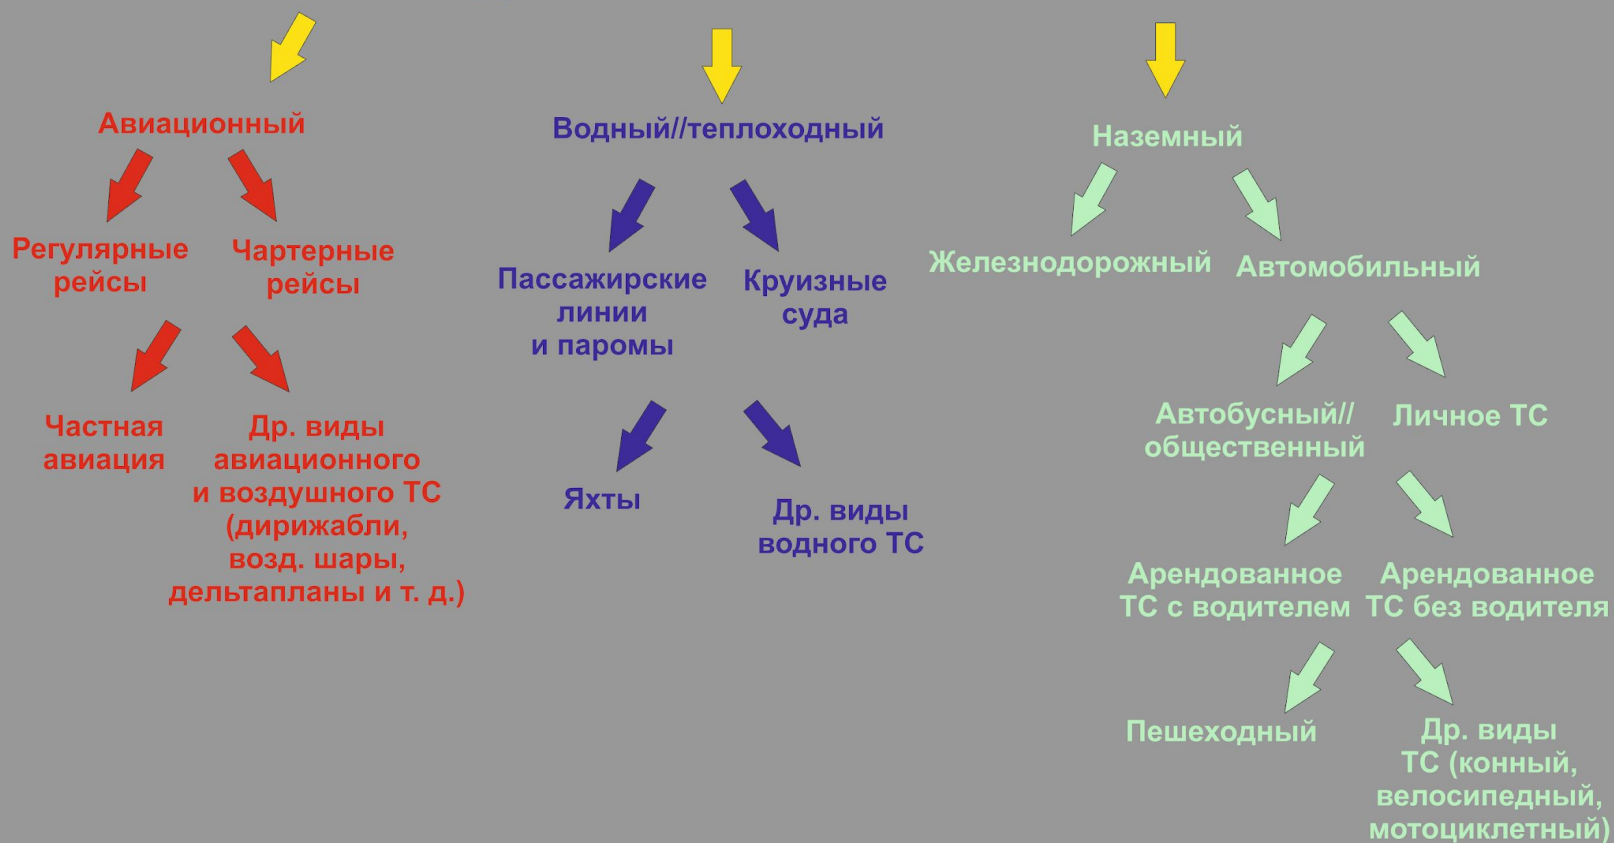 Авиационный
Регулярные
рейсы
Чартерные
рейсы
Частная
авиация
Др. виды
авиационного
и воздушного ТС
(дирижабли,
возд. шары,
дельтапланы и т. д.)
Водный//теплоходный
Пассажирские
линии
и паромы
Круизные
суда
Яхты
Др. виды
водного ТС
Наземный
Железнодорожный
Автомобильный
Автобусный//
общественный
Личное ТС
Арендованное
ТС с водителем
Арендованное
ТС без водителя
Пешеходный
Др. виды
ТС (конный,
велосипедный,
мотоциклетный)